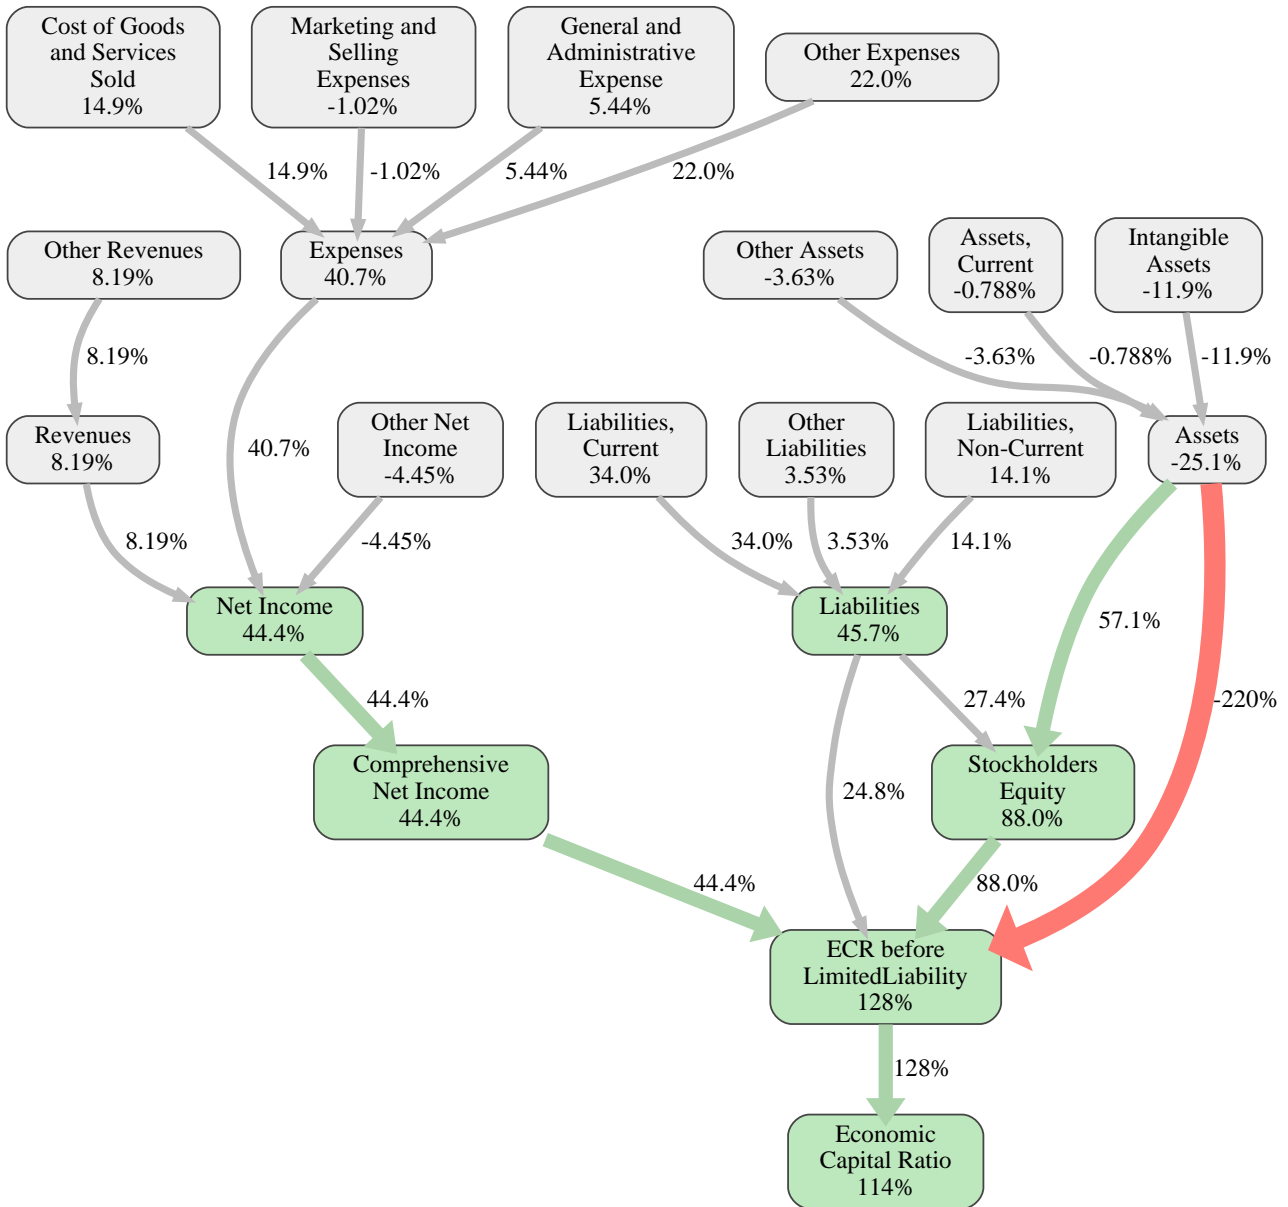 Cost of Goods
and Services
Sold
14.9%
Marketing and
Selling
Expenses
-1.02%
General and
Administrative
Expense
5.44%
Other Expenses
22.0%
14.9%
-1.02%
5.44%
22.0%
Other Revenues
8.19%
Expenses
40.7%
Other Assets
-3.63%
Assets,
Current
-0.788%
Intangible
Assets
-11.9%
8.19%
-3.63%
-0.788%
-11.9%
Revenues
8.19%
40.7%
Other Net
Income
-4.45%
Liabilities,
Current
34.0%
Other
Liabilities
3.53%
Liabilities,
Non-Current
14.1%
Assets
-25.1%
8.19%
-4.45%
34.0%
3.53%
14.1%
Net Income
44.4%
Liabilities
45.7%
57.1%
44.4%
27.4%
-220%
Comprehensive
Net Income
44.4%
24.8%
Stockholders
Equity
88.0%
44.4%
88.0%
ECR before
LimitedLiability
128%
128%
Economic
Capital Ratio
114%